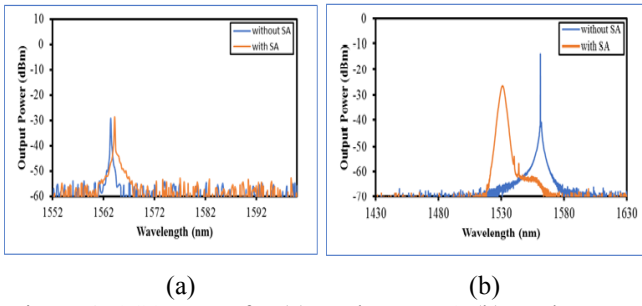 10
0
-10
-20
-30
-40
-50
-60
Output Power (dBm)
without SA
with SA
1552
1562
1572
1582
1592
Wavelength (nm)
(a)
10
0
-10
-20
-30
-40
-50
-60
-70
Output Power (dBm)
without SA
with SA
1430
1480
1530
1580
1630
Wavelength (nm)
(b)